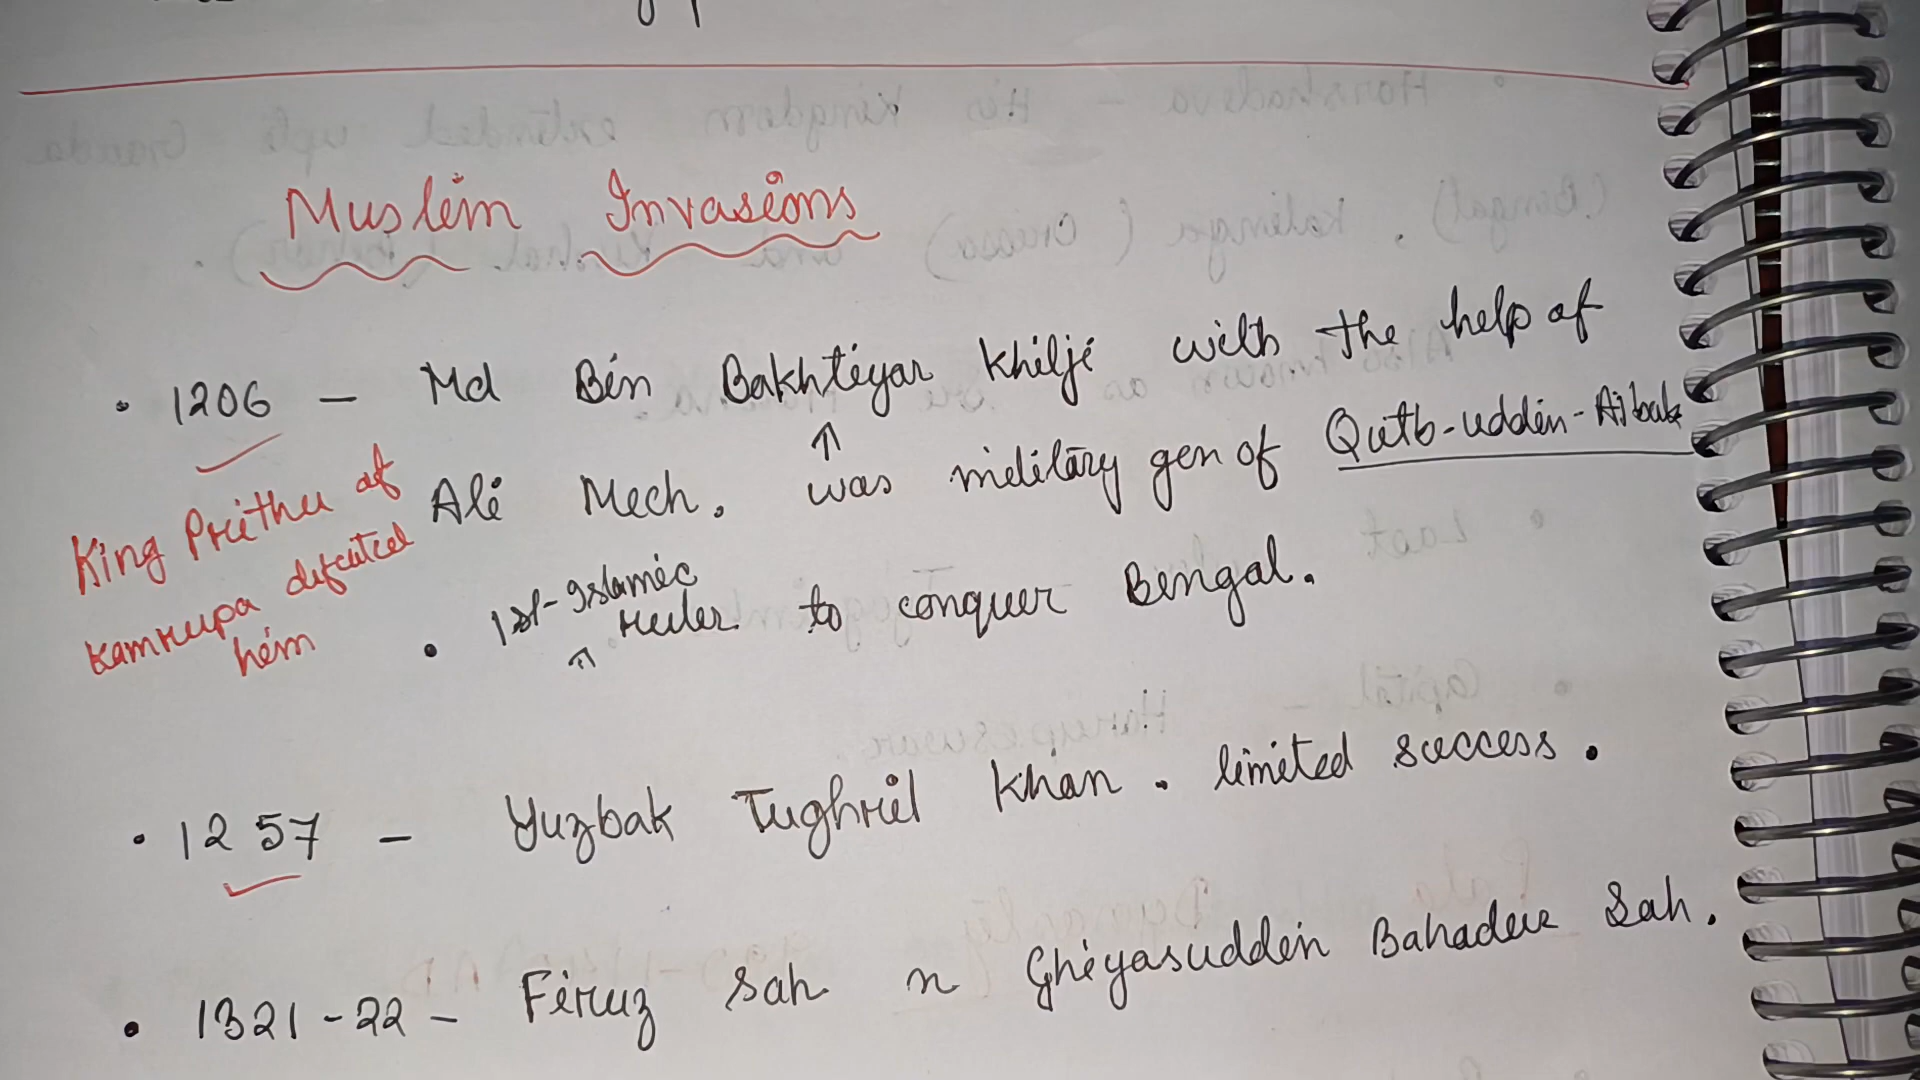 Muslim Invasions
• 1206 – Md Bin Bakhtiyar Khilji with the help of
Ali Mech. was military gen of Qutb-uddin-Aibak
King Prithu of
Kamrupa defeated
him
• 1st-Islamic
ruler to conquer Bengal.
• 1257 – Yuzbak Tughril Khan. limited success.
• 1321-22 – Firuz Sah n Ghiyasuddin Bahadur Sah.